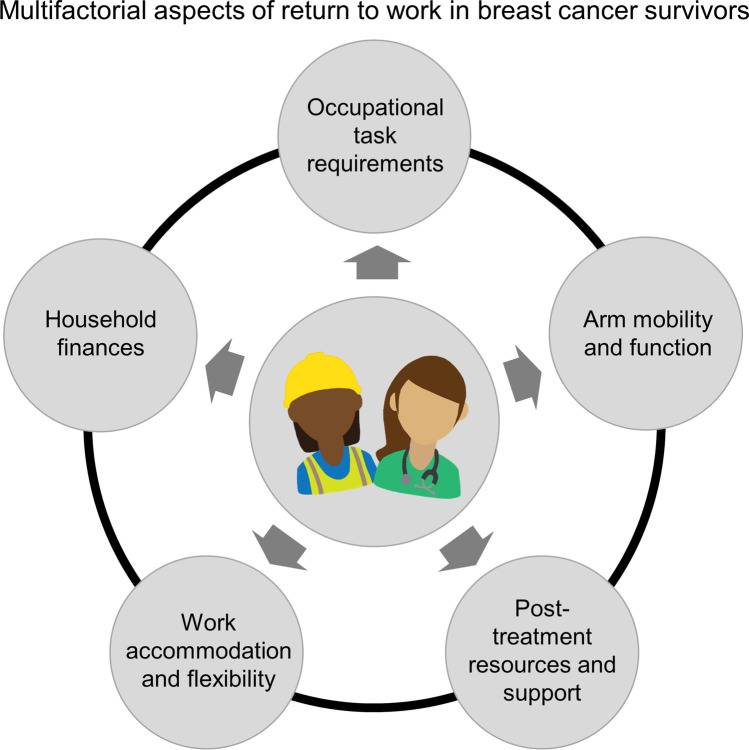 Multifactorial aspects of return to work in breast cancer survivors
Occupational
task
requirements
Household
finances
Arm mobility
and function
Work
accommodation
and flexibility
Post-
treatment
resources and
support